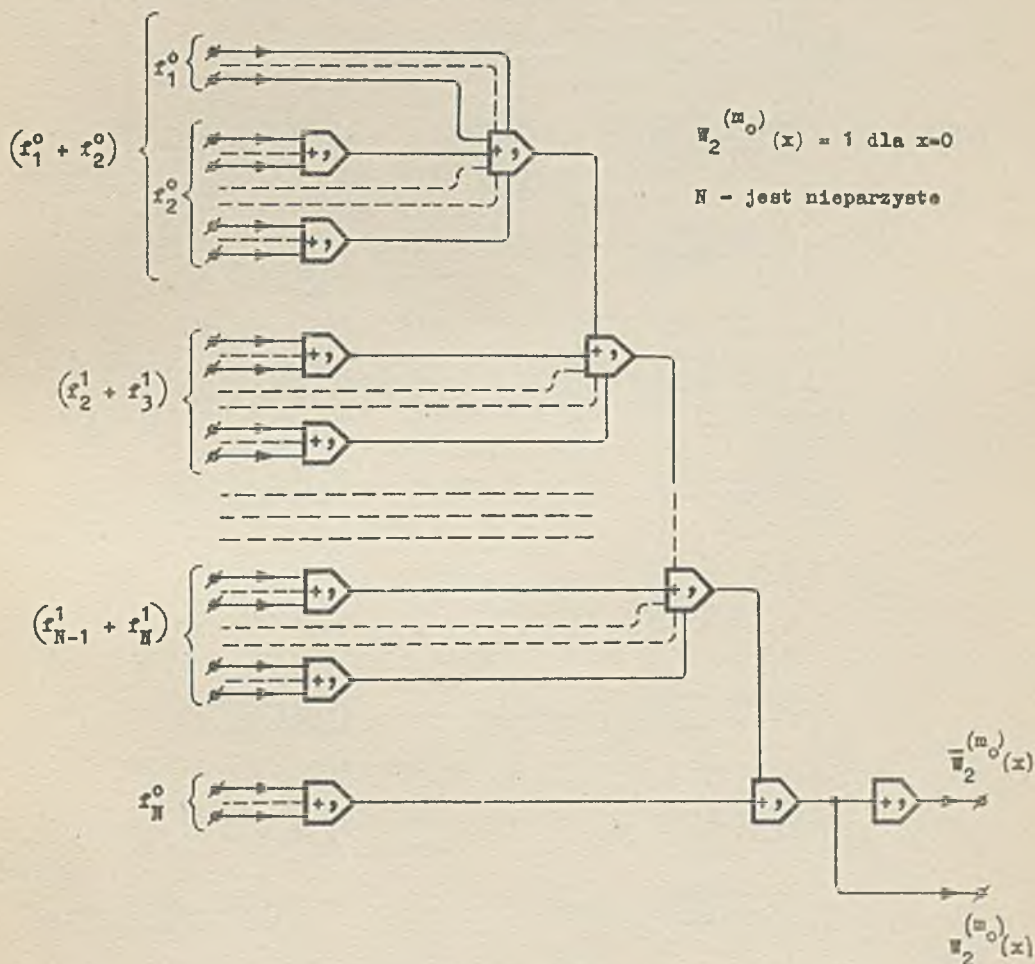 (f₁⁰ + f₂⁰)
f₁⁰
f₂⁰
W₂^(m₀) (x) = 1 dla x=0
N - jest nieparzyste
+,
+,
+,
(f₂¹ + f₃¹)
+,
+,
+,
(f¹_{N-1} + f¹_N)
+,
+,
+,
f⁰_N
+,
+,
+,
W̅₂^(m₀)(x)
W₂^(m₀)(x)